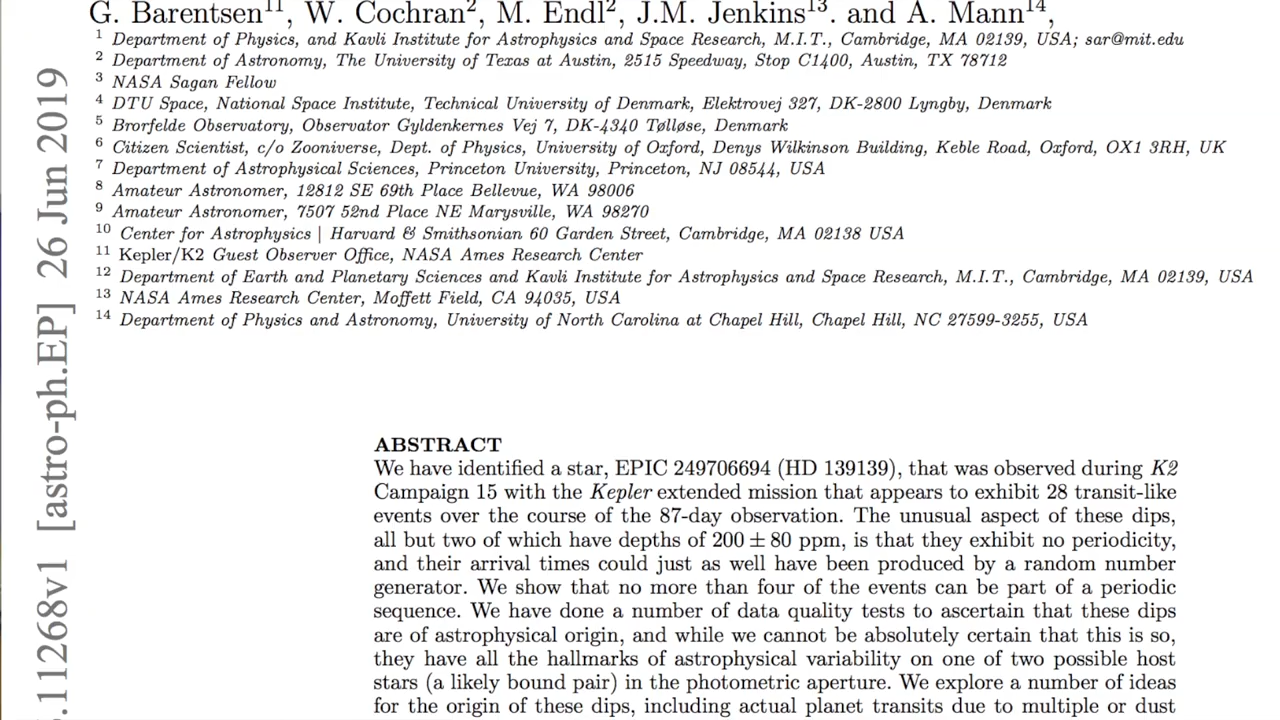 G. Barentsen11, W. Cochran2, M. Endl2, J.M. Jenkins13. and A. Mann14,
1 Department of Physics, and Kavli Institute for Astrophysics and Space Research, M.I.T., Cambridge, MA 02139, USA; sar@mit.edu
2 Department of Astronomy, The University of Texas at Austin, 2515 Speedway, Stop C1400, Austin, TX 78712
3 NASA Sagan Fellow
4 DTU Space, National Space Institute, Technical University of Denmark, Elektrovej 327, DK-2800 Lyngby, Denmark
5 Brorfelde Observatory, Observator Gyldenkernes Vej 7, DK-4340 Tølløse, Denmark
6 Citizen Scientist, c/o Zooniverse, Dept. of Physics, University of Oxford, Denys Wilkinson Building, Keble Road, Oxford, OX1 3RH, UK
7 Department of Astrophysical Sciences, Princeton University, Princeton, NJ 08544, USA
8 Amateur Astronomer, 12812 SE 69th Place Bellevue, WA 98006
9 Amateur Astronomer, 7507 52nd Place NE Marysville, WA 98270
10 Center for Astrophysics | Harvard & Smithsonian 60 Garden Street, Cambridge, MA 02138 USA
11 Kepler/K2 Guest Observer Office, NASA Ames Research Center
12 Department of Earth and Planetary Sciences and Kavli Institute for Astrophysics and Space Research, M.I.T., Cambridge, MA 02139, USA
13 NASA Ames Research Center, Moffett Field, CA 94035, USA
14 Department of Physics and Astronomy, University of North Carolina at Chapel Hill, Chapel Hill, NC 27599-3255, USA
.11268v1 [astro-ph.EP] 26 Jun 2019
ABSTRACT
We have identified a star, EPIC 249706694 (HD 139139), that was observed during K2
Campaign 15 with the Kepler extended mission that appears to exhibit 28 transit-like
events over the course of the 87-day observation. The unusual aspect of these dips,
all but two of which have depths of 200 ± 80 ppm, is that they exhibit no periodicity,
and their arrival times could just as well have been produced by a random number
generator. We show that no more than four of the events can be part of a periodic
sequence. We have done a number of data quality tests to ascertain that these dips
are of astrophysical origin, and while we cannot be absolutely certain that this is so,
they have all the hallmarks of astrophysical variability on one of two possible host
stars (a likely bound pair) in the photometric aperture. We explore a number of ideas
for the origin of these dips, including actual planet transits due to multiple or dust